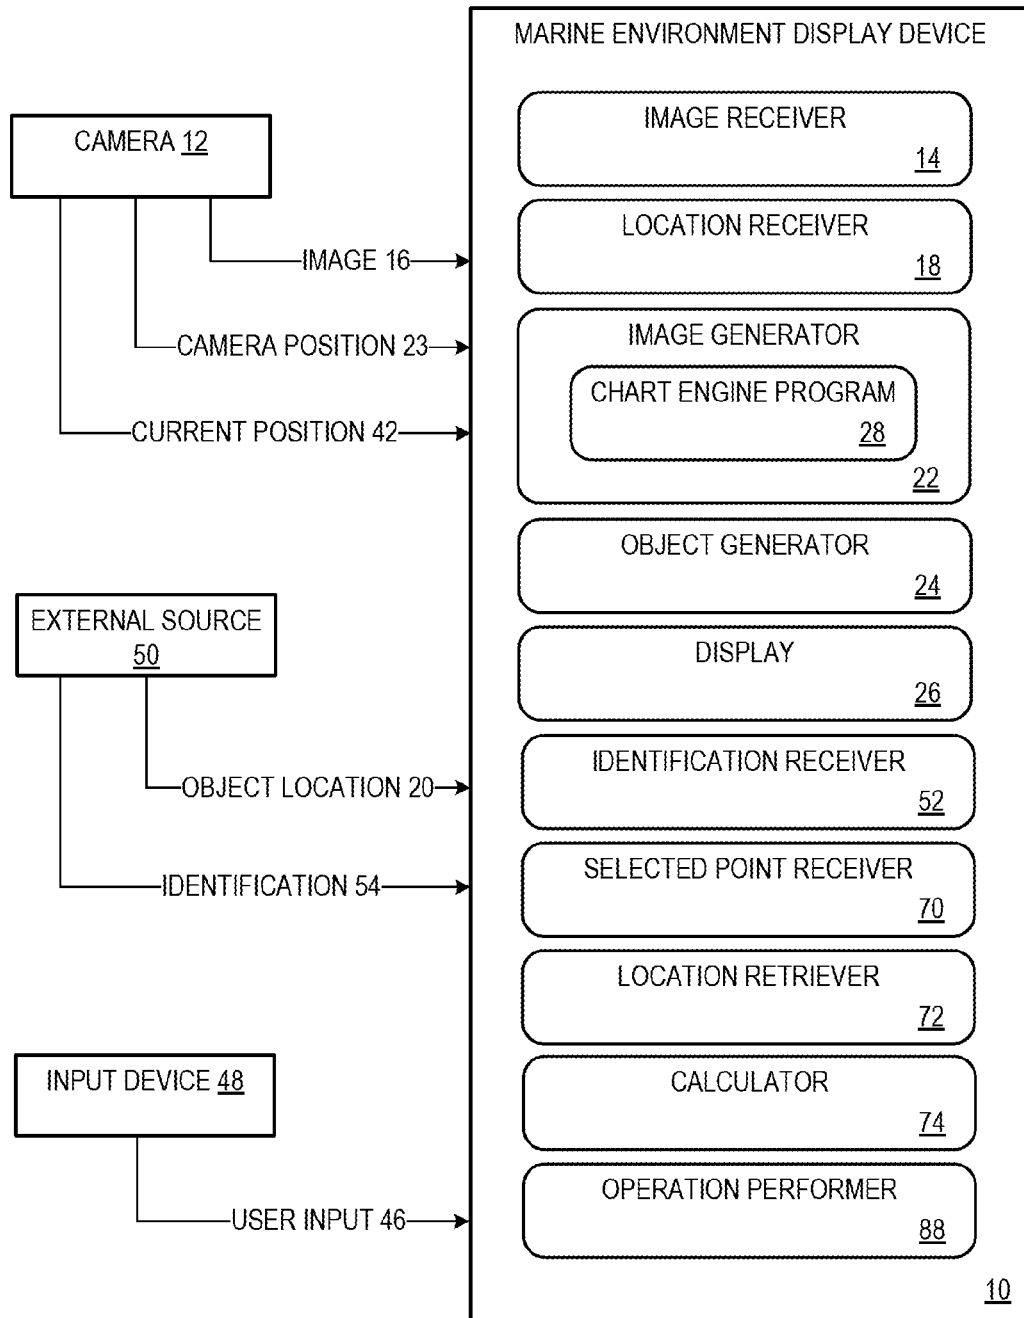 MARINE ENVIRONMENT DISPLAY DEVICE
CAMERA 12
IMAGE 16
CAMERA POSITION 23
CURRENT POSITION 42
EXTERNAL SOURCE
50
OBJECT LOCATION 20
IDENTIFICATION 54
INPUT DEVICE 48
USER INPUT 46
IMAGE RECEIVER
14
LOCATION RECEIVER
18
IMAGE GENERATOR
CHART ENGINE PROGRAM
28
22
OBJECT GENERATOR
24
DISPLAY
26
IDENTIFICATION RECEIVER
52
SELECTED POINT RECEIVER
70
LOCATION RETRIEVER
72
CALCULATOR
74
OPERATION PERFORMER
88
10